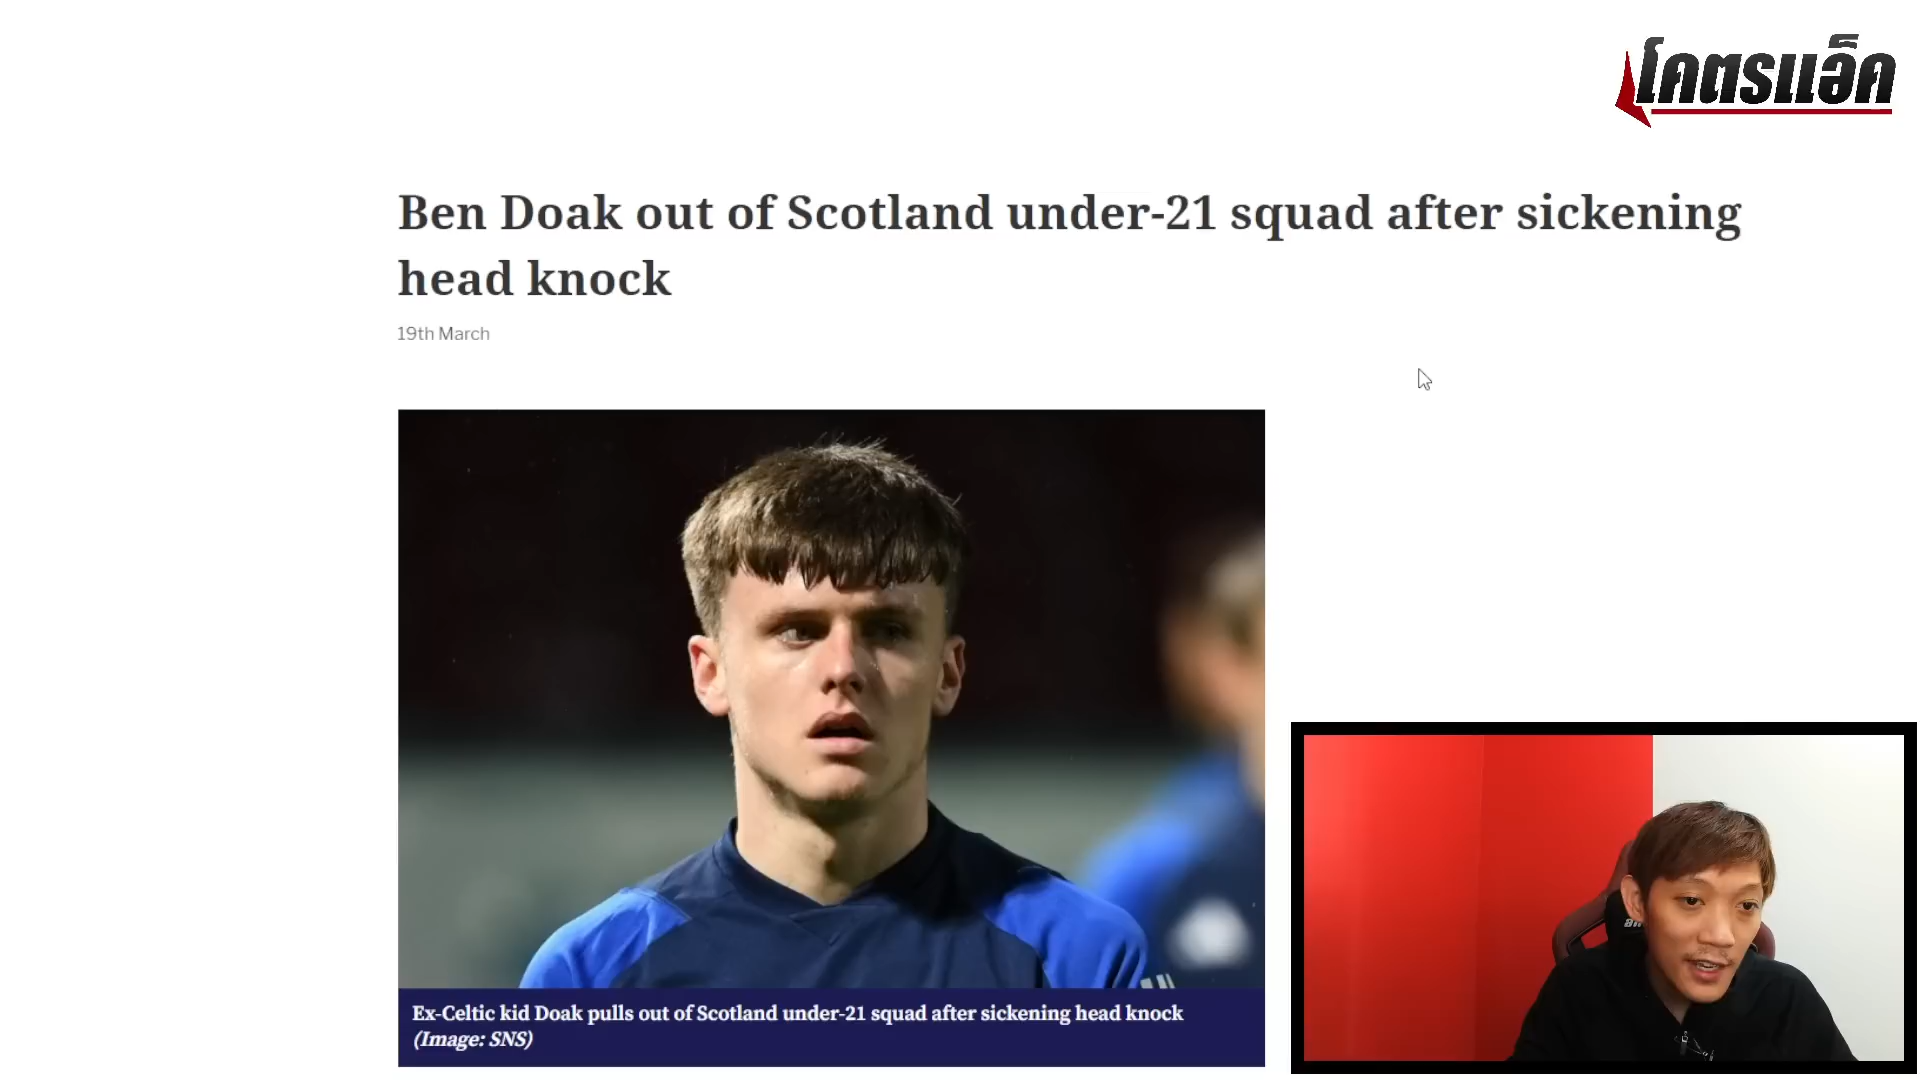 โคตรแอ็ค
Ben Doak out of Scotland under-21 squad after sickening
head knock
19th March
Ex-Celtic kid Doak pulls out of Scotland under-21 squad after sickening head knock
(Image: SNS)